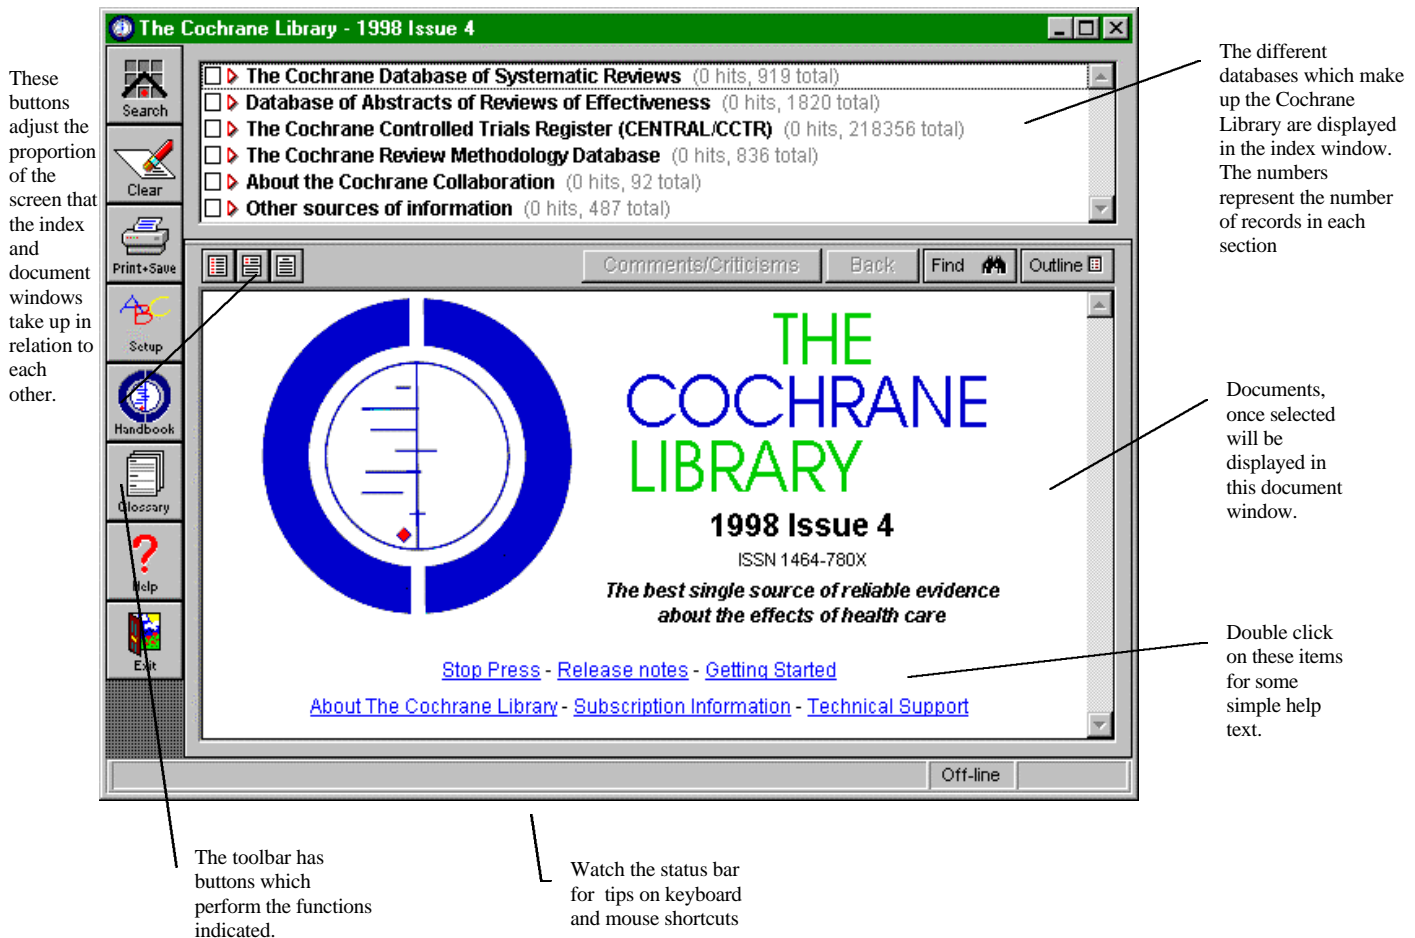 The Cochrane Library - 1998 Issue 4
These
buttons
adjust the
proportion
of the
screen that
the index
and
document
windows
take up in
relation to
each
other.
Search
Clear
Print+Save
Setup
Handbook
Glossary
Help
Exit
The Cochrane Database of Systematic Reviews (0 hits, 919 total)
Database of Abstracts of Reviews of Effectiveness (0 hits, 1820 total)
The Cochrane Controlled Trials Register (CENTRAL/CCTR) (0 hits, 218356 total)
The Cochrane Review Methodology Database (0 hits, 836 total)
About the Cochrane Collaboration (0 hits, 92 total)
Other sources of information (0 hits, 487 total)
The different
databases which make
up the Cochrane
Library are displayed
in the index window.
The numbers
represent the number
of records in each
section
Comments/Criticisms Back Find Outline
THE
COCHRANE
LIBRARY
1998 Issue 4
ISSN 1464-780X
The best single source of reliable evidence
about the effects of health care
Stop Press - Release notes - Getting Started
About The Cochrane Library - Subscription Information - Technical Support
Documents,
once selected
will be
displayed in
this document
window.
Double click
on these items
for some
simple help
text.
Off-line
The toolbar has
buttons which
perform the functions
indicated.
Watch the status bar
for tips on keyboard
and mouse shortcuts